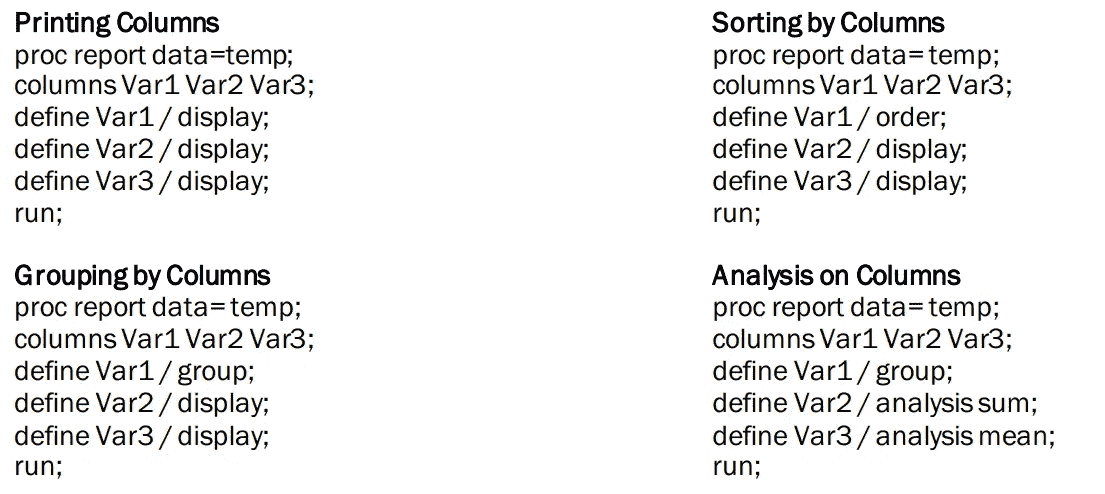 Printing Columns
proc report data=temp;
columns Var1 Var2 Var3;
define Var1 / display;
define Var2 / display;
define Var3 / display;
run;
Sorting by Columns
proc report data= temp;
columns Var1 Var2 Var3;
define Var1 / order;
define Var2 / display;
define Var3 / display;
run;
Grouping by Columns
proc report data= temp;
columns Var1 Var2 Var3;
define Var1 / group;
define Var2 / display;
define Var3 / display;
run;
Analysis on Columns
proc report data= temp;
columns Var1 Var2 Var3;
define Var1 / group;
define Var2 / analysis sum;
define Var3 / analysis mean;
run;